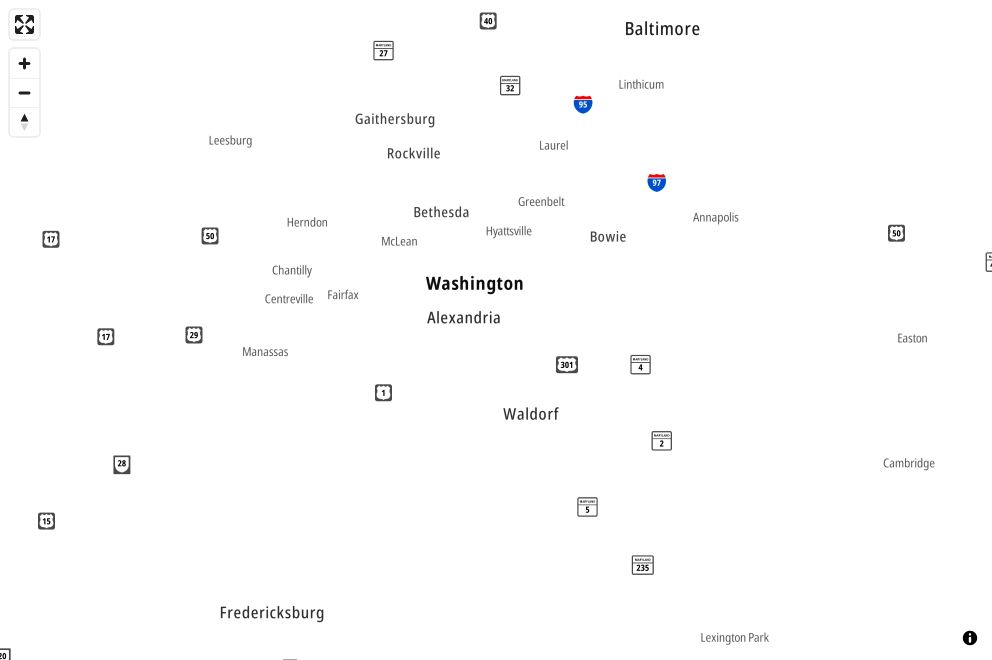 40
Baltimore
MARYLAND
27
MARYLAND
32
Linthicum
95
Gaithersburg
Leesburg
Laurel
Rockville
97
Greenbelt
Bethesda
Annapolis
Herndon
Hyattsville
50
17
50
Bowie
McLean
Chantilly
Washington
Fairfax
Centreville
Alexandria
29
17
Easton
Manassas
301
MARYLAND
4
1
Waldorf
MARYLAND
2
28
Cambridge
MARYLAND
5
15
MARYLAND
235
Fredericksburg
Lexington Park
20